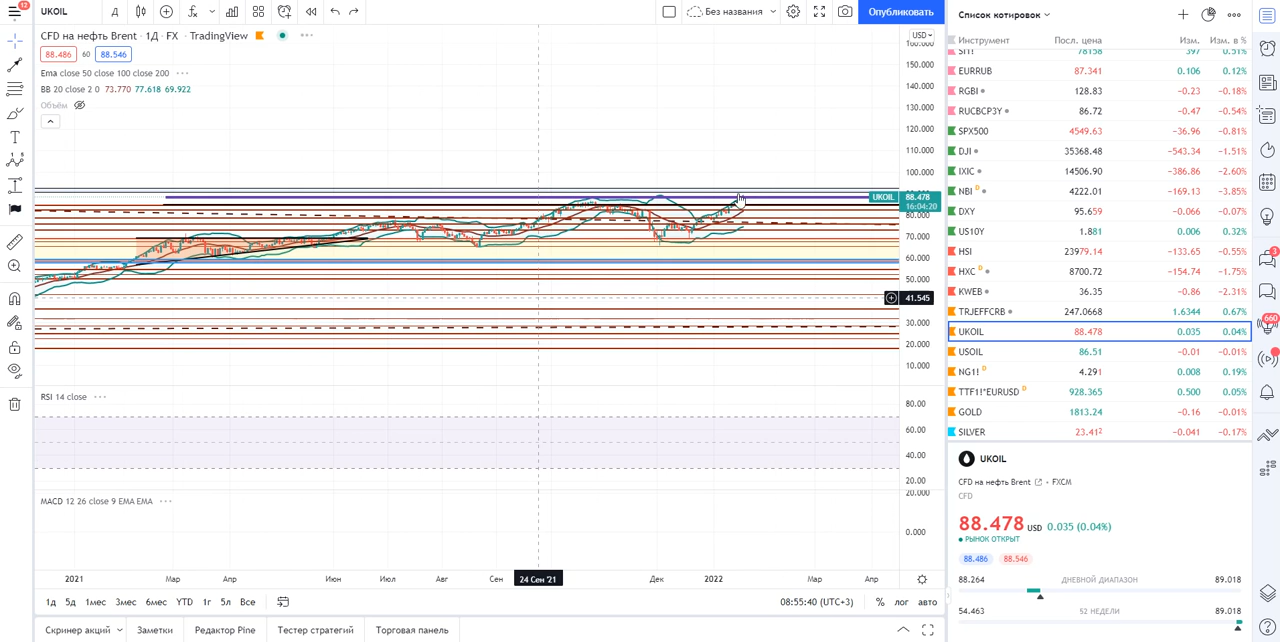 12
UKOIL
Д
Без названия
Опубликовать
CFD на нефть Brent · 1Д · FX · TradingView
88.486 60 88.546
Ema close 50 close 100 close 200
BB 20 close 2 0 73.770 77.618 69.922
Объём
USD
160.000
150.000
140.000
130.000
120.000
110.000
100.000
UKOIL 88.478
16:04:20
80.000
70.000
60.000
50.000
41.545
30.000
20.000
10.000
RSI 14 close
80.00
60.00
40.00
20.00
MACD 12 26 close 9 EMA EMA
20.000
0.000
2021 Мар Апр Июн Июл Авг Сен 24 Сен '21 Дек 2022 Мар Апр
1д 5д 1мес 3мес 6мес YTD 1г 5л Все
08:55:40 (UTC+3) % лог авто
Скринер акций Заметки Редактор Pine Тестер стратегий Торговая панель
Список котировок
Инструмент Посл. цена Изм. Изм. в %
SI1! 78158 397 0.51%
EURRUB 87.341 0.106 0.12%
RGBI 128.83 −0.23 −0.18%
RUCBCP3Y 86.72 −0.47 −0.54%
SPX500 4549.63 −36.96 −0.81%
DJI 35368.48 −543.34 −1.51%
IXIC 14506.90 −386.86 −2.60%
NBI D 4222.01 −169.13 −3.85%
DXY 95.659 −0.066 −0.07%
US10Y 1.881 0.006 0.32%
HSI 23979.14 −133.65 −0.55%
HXC D 8700.72 −154.74 −1.75%
KWEB 36.35 −0.86 −2.31%
TRJEFFCRB 247.0668 1.6344 0.67%
UKOIL 88.478 0.035 0.04%
USOIL 86.51 −0.01 −0.01%
NG1! D 4.291 0.008 0.19%
TTF1!*EURUSD D 928.365 0.500 0.05%
GOLD 1813.24 −0.16 −0.01%
SILVER 23.412 −0.041 −0.17%
UKOIL
CFD на нефть Brent • FXCM
CFD
88.478 USD 0.035 (0.04%)
РЫНОК ОТКРЫТ
88.486 88.546
88.264 ДНЕВНОЙ ДИАПАЗОН 89.018
54.463 52 НЕДЕЛИ 89.018
3
660